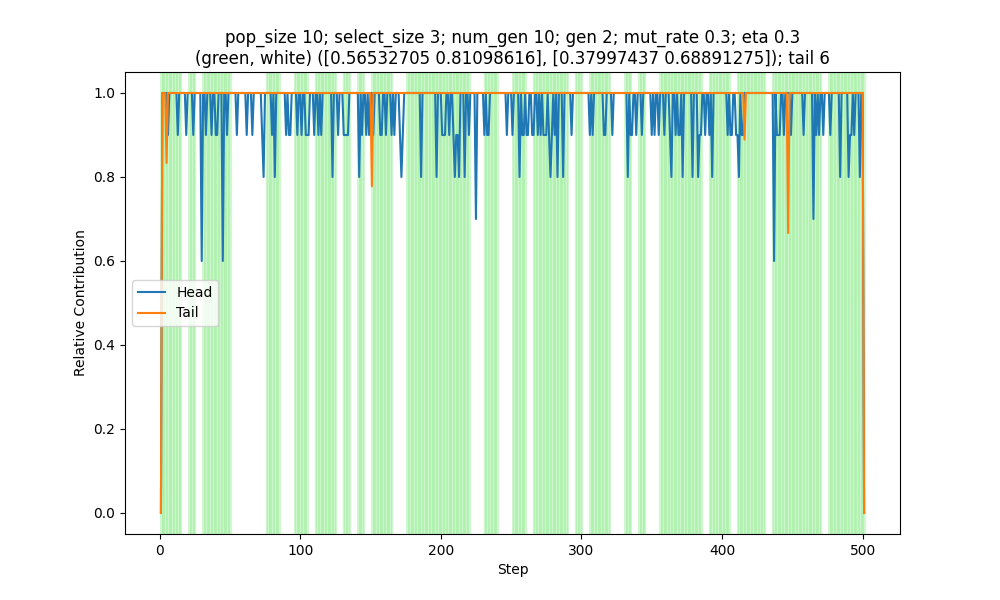 pop_size 10; select_size 3; num_gen 10; gen 2; mut_rate 0.3; eta 0.3
(green, white) ([0.56532705 0.81098616], [0.37997437 0.68891275]); tail 6
1.0
0.8
0.6
0.4
0.2
0.0
Relative Contribution
Head
Tail
0
100
200
300
400
500
Step